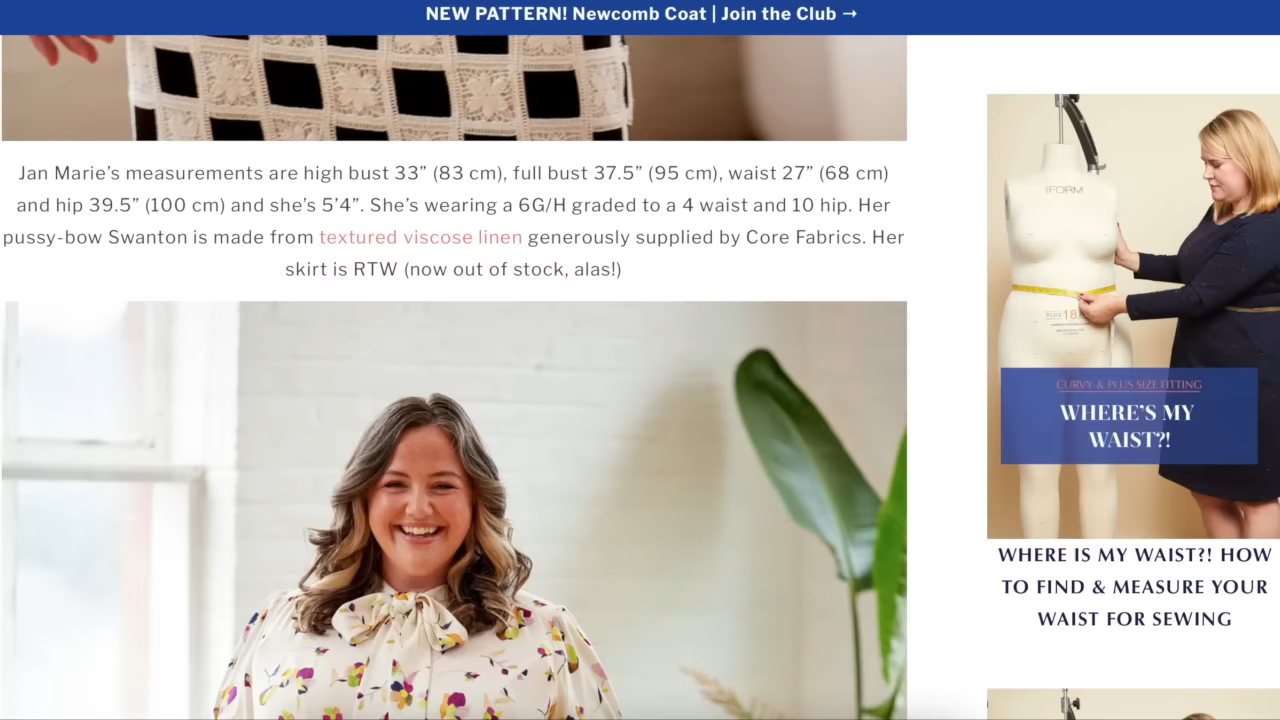 NEW PATTERN! Newcomb Coat | Join the Club →
Jan Marie’s measurements are high bust 33” (83 cm), full bust 37.5” (95 cm), waist 27” (68 cm)
and hip 39.5” (100 cm) and she’s 5’4”. She’s wearing a 6G/H graded to a 4 waist and 10 hip. Her
pussy-bow Swanton is made from textured viscose linen generously supplied by Core Fabrics. Her
skirt is RTW (now out of stock, alas!)
IFORM
PLUS 18
CURVY & PLUS SIZE FITTING
WHERE’S MY
WAIST?!
WHERE IS MY WAIST?! HOW
TO FIND & MEASURE YOUR
WAIST FOR SEWING